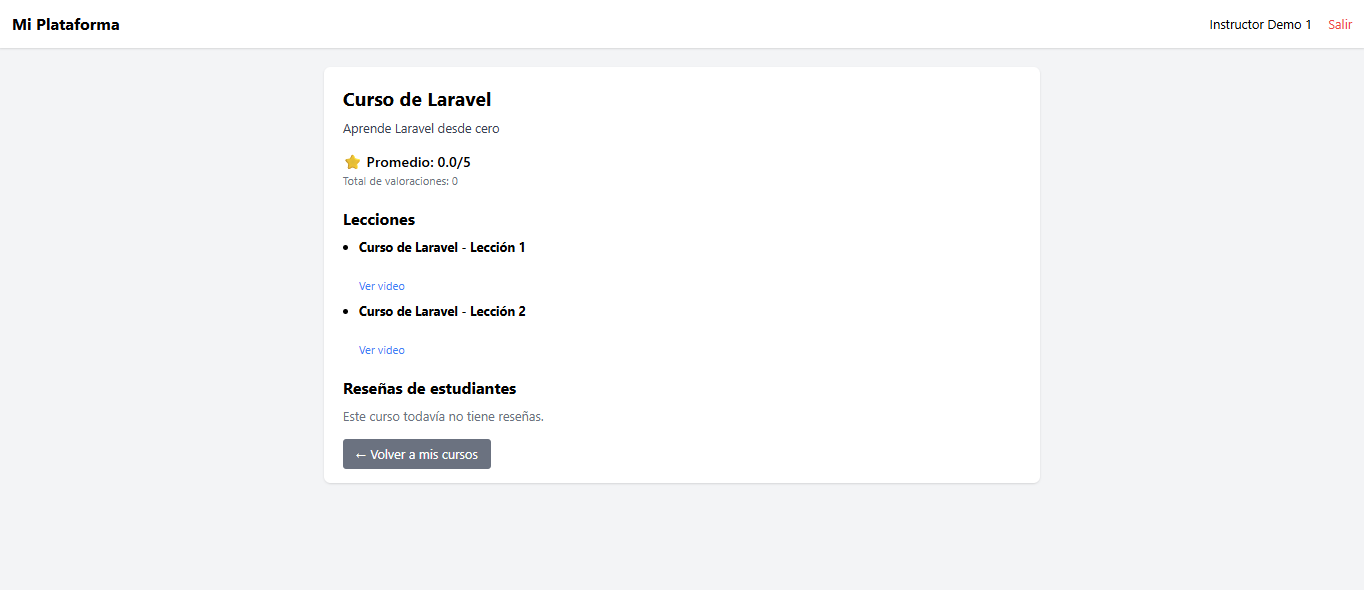 Mi Plataforma
Instructor Demo 1 Salir
Curso de Laravel
Aprende Laravel desde cero
⭐ Promedio: 0.0/5
Total de valoraciones: 0
Lecciones
• Curso de Laravel - Lección 1
Ver video
• Curso de Laravel - Lección 2
Ver video
Reseñas de estudiantes
Este curso todavía no tiene reseñas.
← Volver a mis cursos